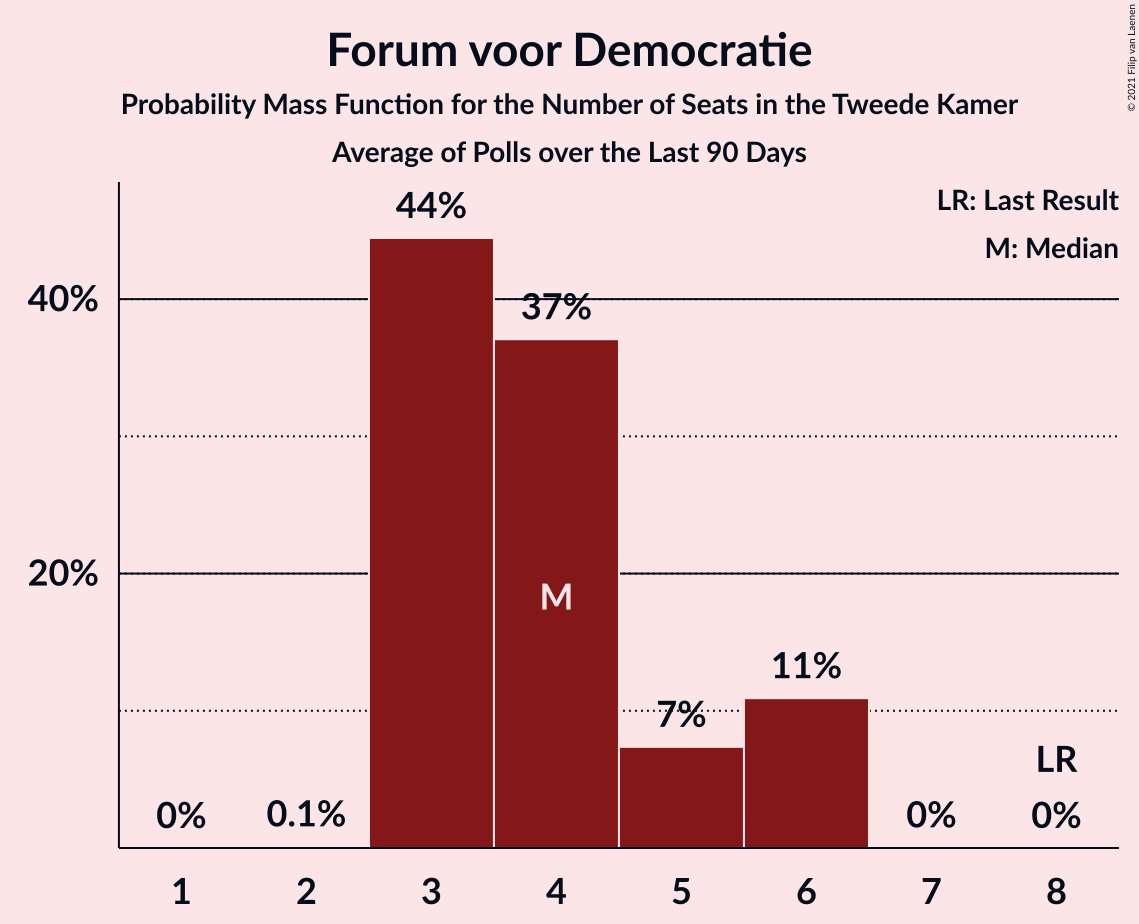 Forum voor Democratie
Probability Mass Function for the Number of Seats in the Tweede Kamer
Average of Polls over the Last 90 Days
© 2021 Filip van Laenen
LR: Last Result
M: Median
44%
40%
37%
20%
M
11%
7%
LR
0%
0.1%
0%
0%
1 2 3 4 5 6 7 8